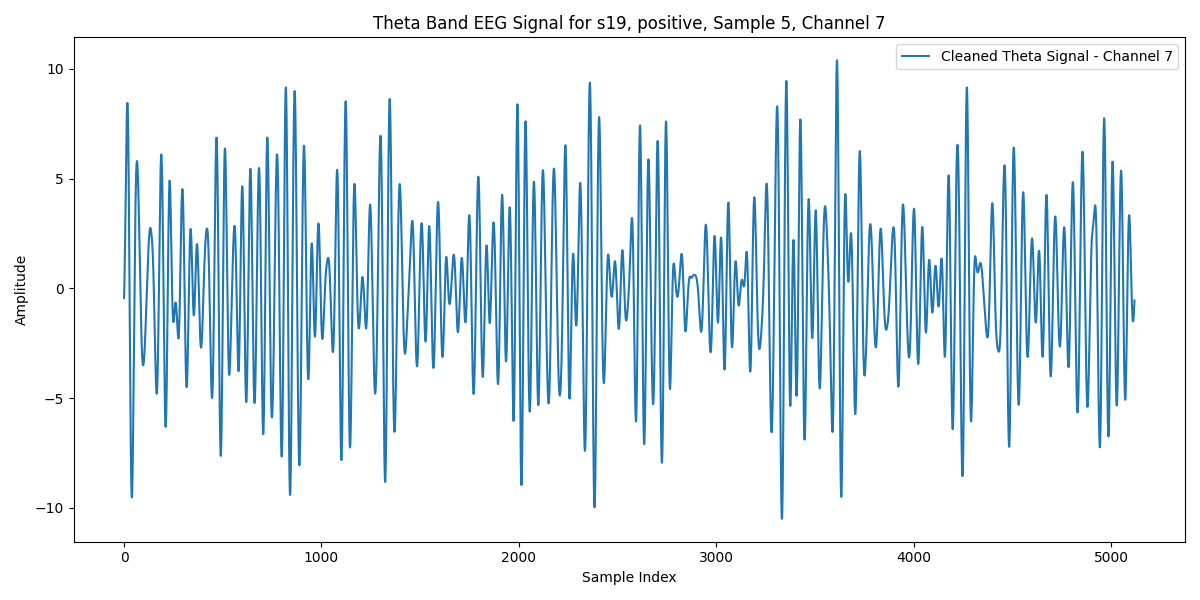 Theta Band EEG Signal for s19, positive, Sample 5, Channel 7
Cleaned Theta Signal - Channel 7
Amplitude
10
5
0
−5
−10
0 1000 2000 3000 4000 5000
Sample Index